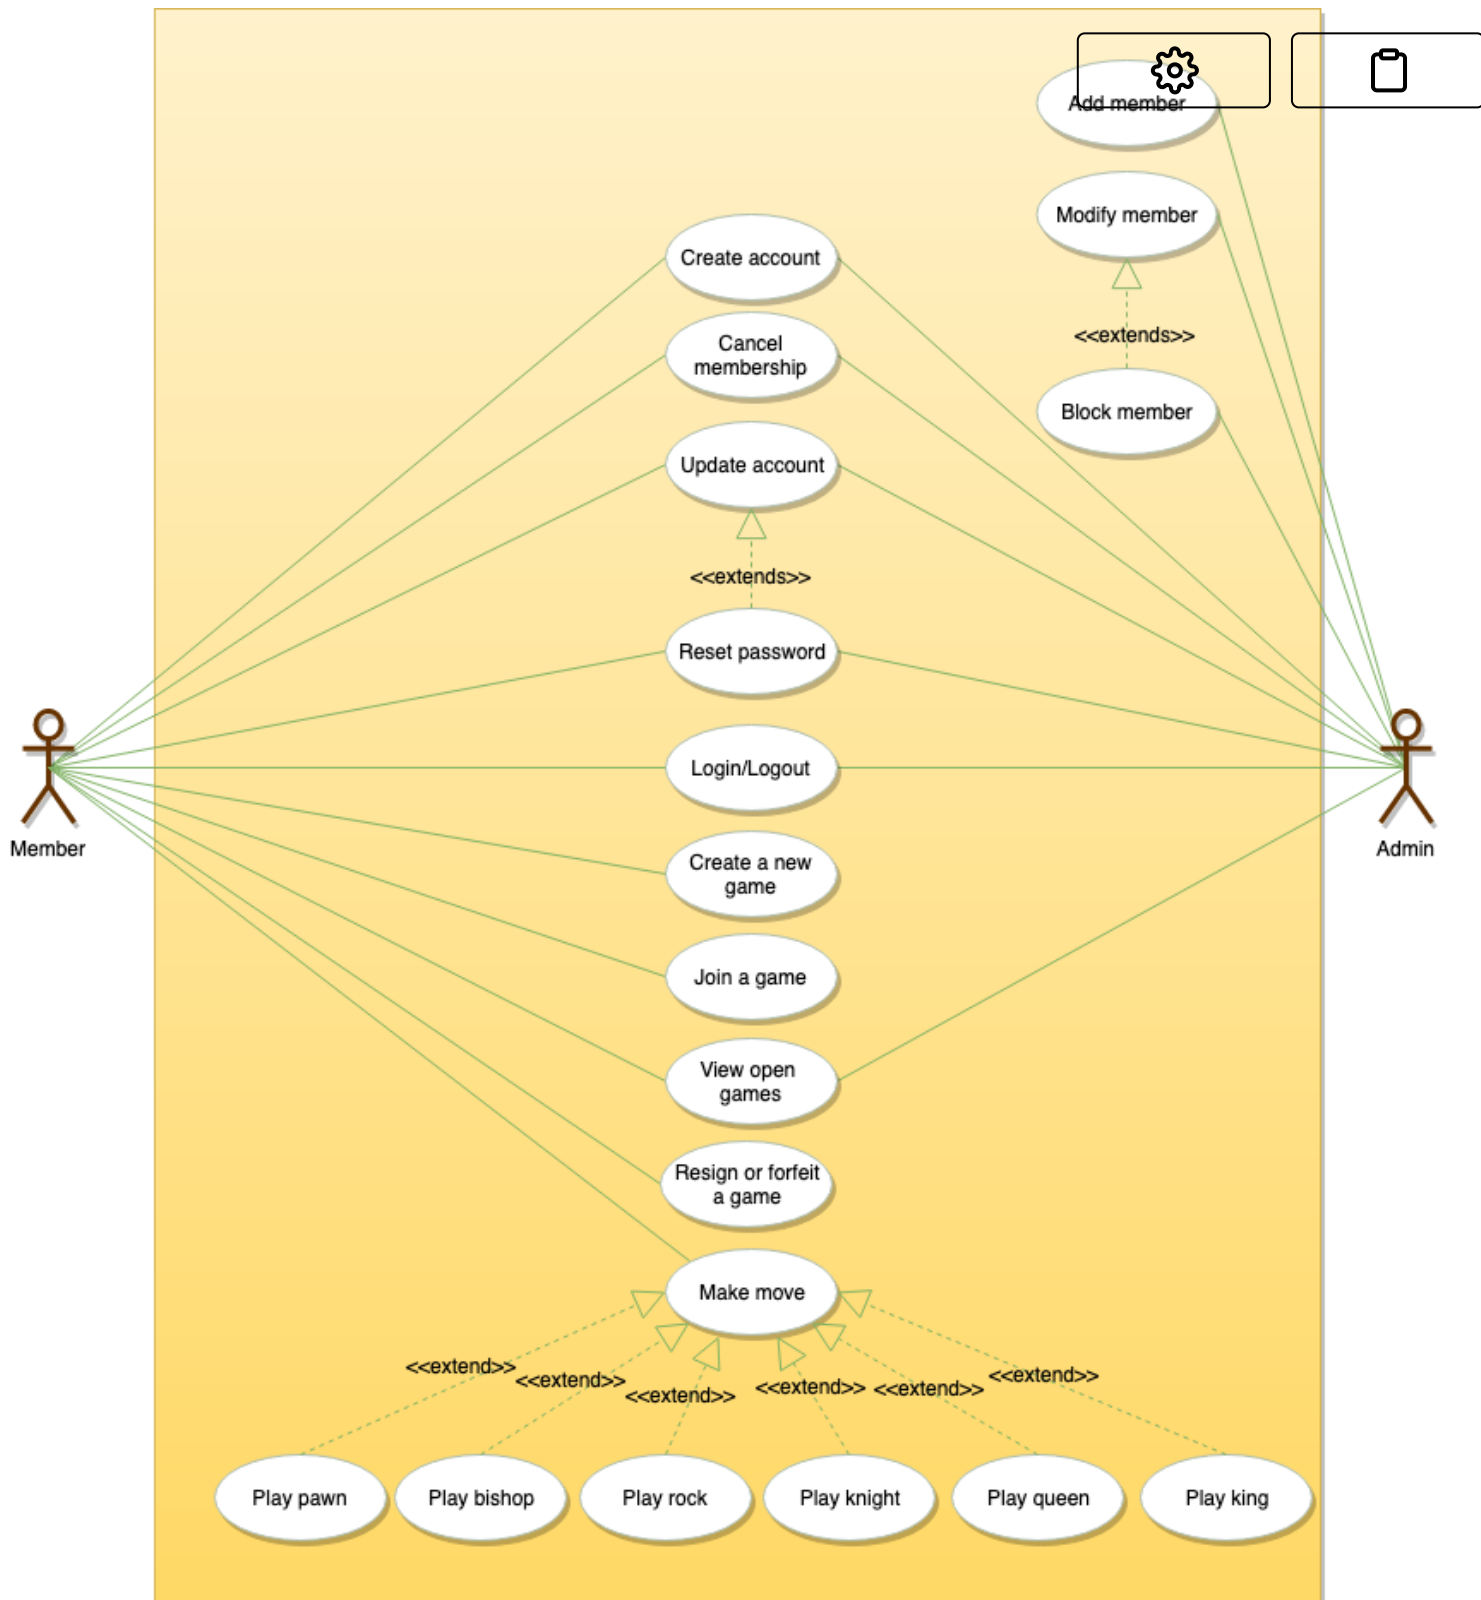 Add member
Modify member
Create account
<<extends>>
Cancel
membership
Block member
Update account
<<extends>>
Reset password
Login/Logout
Member
Admin
Create a new
game
Join a game
View open
games
Resign or forfeit
a game
Make move
<<extend>>
<<extend>>
<<extend>>
<<extend>>
<<extend>>
<<extend>>
Play pawn
Play bishop
Play rock
Play knight
Play queen
Play king